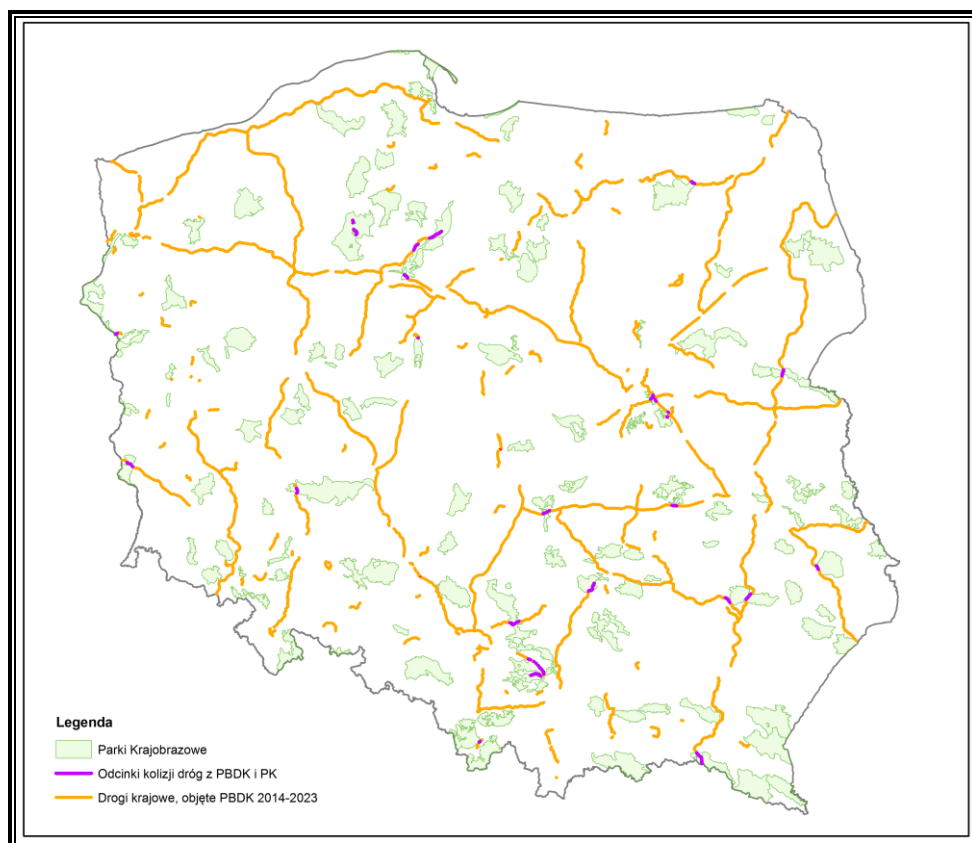 Legenda
Parki Krajobrazowe
Odcinki kolizji dróg z PBDK i PK
Drogi krajowe, objęte PBDK 2014-2023